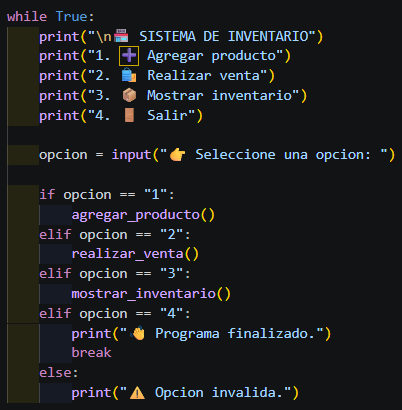 while True:
    print("\n🏪 SISTEMA DE INVENTARIO")
    print("1. ➕ Agregar producto")
    print("2. 🛍️ Realizar venta")
    print("3. 📦 Mostrar inventario")
    print("4. 🚪 Salir")
    opcion = input("👉 Seleccione una opcion: ")
    if opcion == "1":
        agregar_producto()
    elif opcion == "2":
        realizar_venta()
    elif opcion == "3":
        mostrar_inventario()
    elif opcion == "4":
        print("👋 Programa finalizado.")
        break
    else:
        print("⚠️ Opcion invalida.")